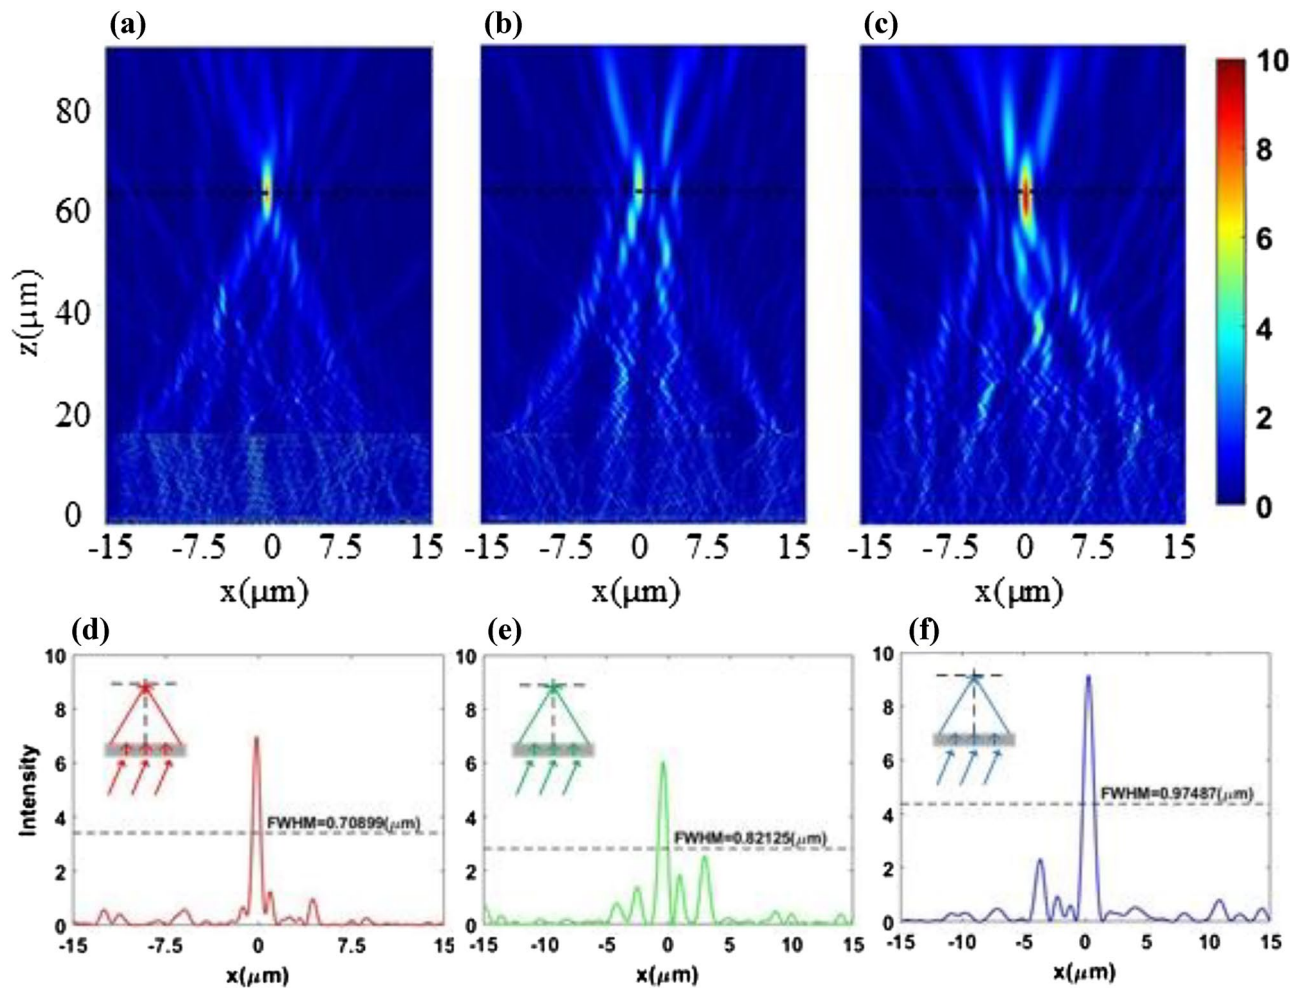 (a) (b) (c)
10
8
6
4
2
0
z(μm)
80
60
40
20
0
-15 -7.5 0 7.5 15
-15 -7.5 0 7.5 15
-15 -7.5 0 7.5 15
x(μm) x(μm) x(μm)
(d) (e) (f)
Intensity
10
8
6
4
2
0
FWHM=0.70899(μm)
-15 -7.5 0 7.5 15
x(μm)
10
8
6
4
2
0
FWHM=0.82125(μm)
-15 -10 -5 0 5 10 15
x(μm)
10
8
6
4
2
0
FWHM=0.97487(μm)
-15 -10 -5 0 5 10 15
x(μm)